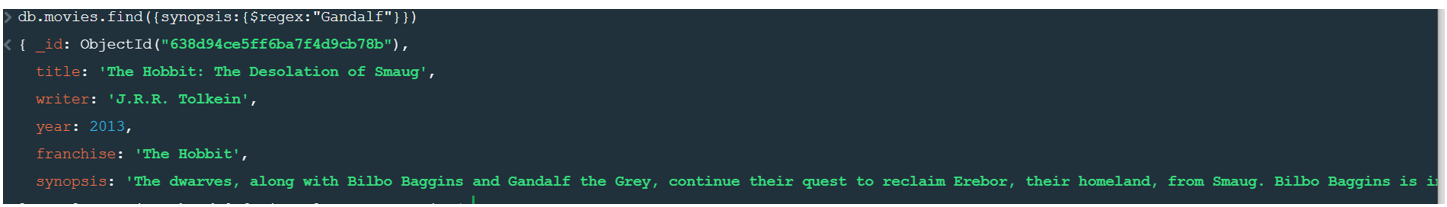 > db.movies.find({synopsis:{$regex:"Gandalf"}})
< { _id: ObjectId("638d94ce5ff6ba7f4d9cb78b"),
title: 'The Hobbit: The Desolation of Smaug',
writer: 'J.R.R. Tolkein',
year: 2013,
franchise: 'The Hobbit',
synopsis: 'The dwarves, along with Bilbo Baggins and Gandalf the Grey, continue their quest to reclaim Erebor, their homeland, from Smaug. Bilbo Baggins is